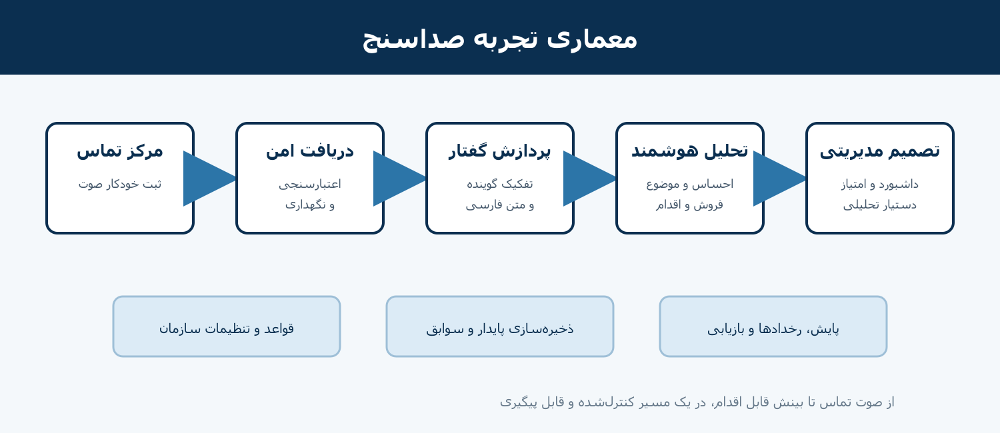 معماری تجربه صداسنج
مرکز تماس
ثبت خودکار صوت
دریافت امن
اعتبارسنجی
و نگهداری
پردازش گفتار
تفکیک گوینده
و متن فارسی
تحلیل هوشمند
احساس و موضوع
فروش و اقدام
تصمیم مدیریتی
داشبورد و امتیاز
دستیار تحلیلی
قواعد و تنظیمات سازمان
ذخیره‌سازی پایدار و سوابق
پایش، رخدادها و بازیابی
از صوت تماس تا بینش قابل اقدام، در یک مسیر کنترل‌شده و قابل پیگیری